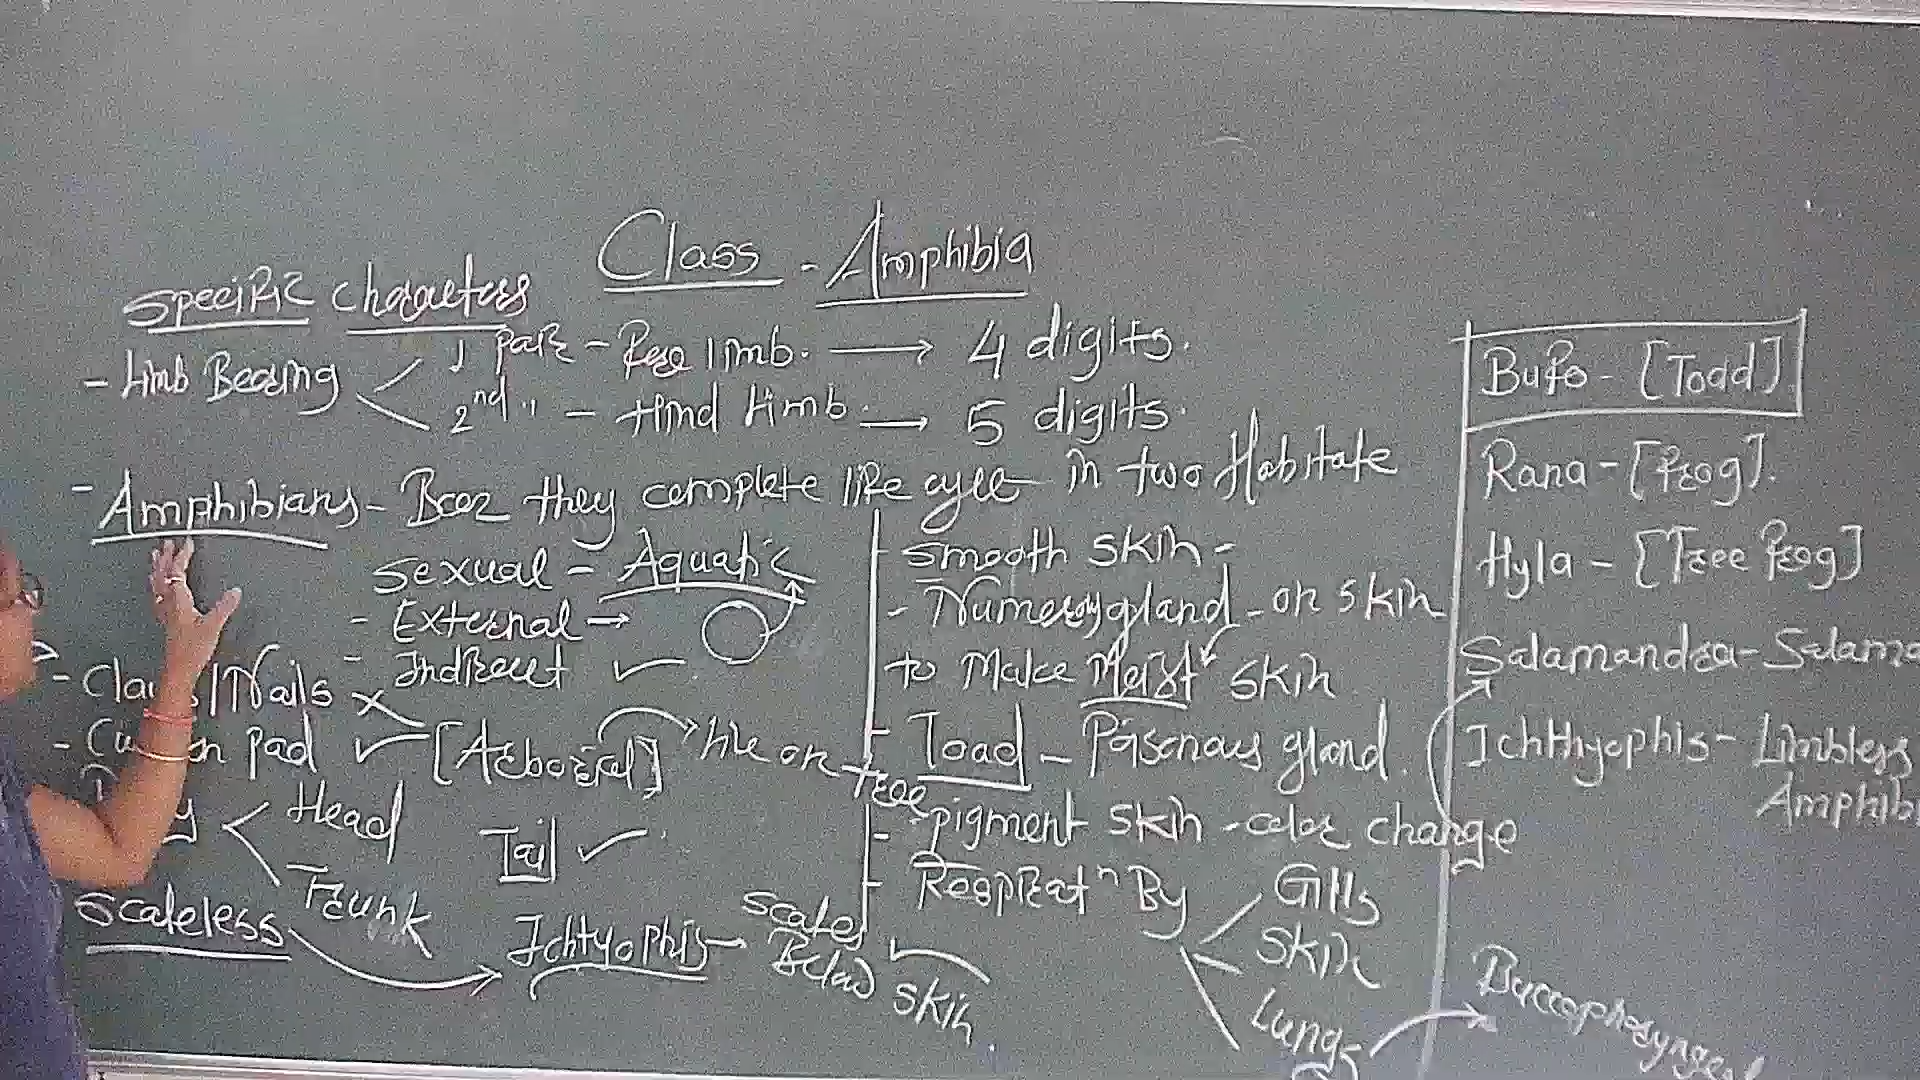 Class - Amphibia
Specific characters
- Limb Bearing
1 pair - Fore limb. → 4 digits.
2nd " - Hind limb. → 5 digits.
- Amphibians - Bcoz they complete life cycle in two Habitate
Sexual - Aquatic
- External →
- Indirect ✓
- Claws/Nails ×
- Cu n pad ✓ [Arboreal] → live on tree
y
Head
Trunk
Tail ✓
Scaleless → Ichtyophis - Scales Below skin.
- Smooth skin -
- Numerous gland - on skin
to Make Moist skin
- Toad - Poisonous gland.
- pigment skin - color change
- Respiratn By
Gills
Skin
Lungs → Buccopharyngeal
Bufo - [Toad]
Rana - [Frog].
Hyla - [Tree Frog]
Salamandra - Salama
Ichthyophis - Limbless
Amphibi